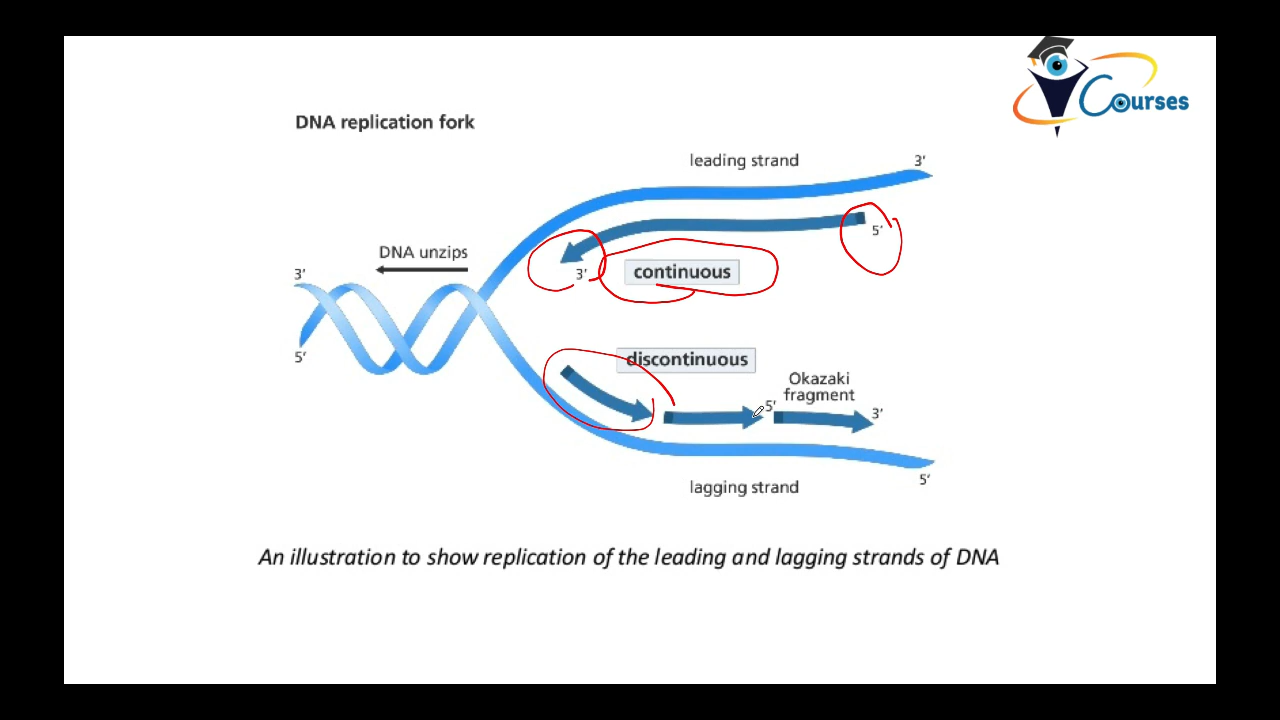 Courses
DNA replication fork
leading strand
3'
5'
DNA unzips
3'
3'
continuous
5'
discontinuous
Okazaki
fragment
5'
3'
lagging strand
5'
An illustration to show replication of the leading and lagging strands of DNA